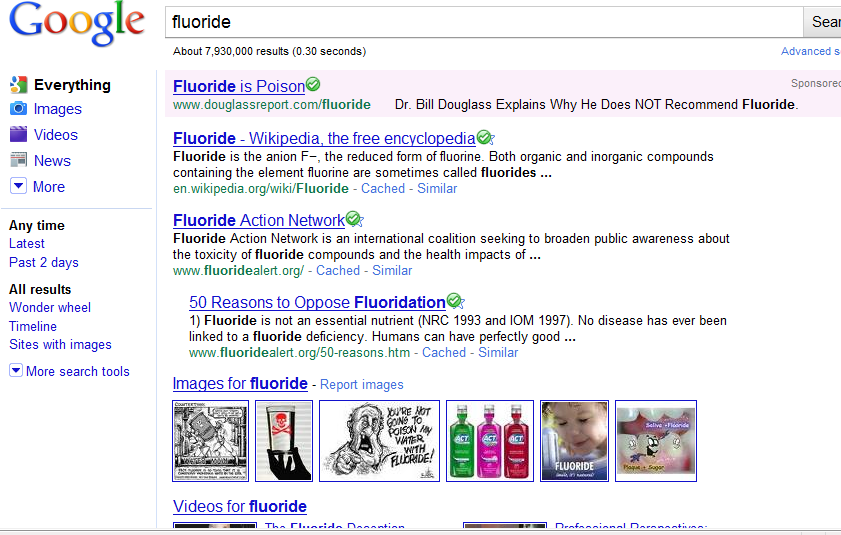 Google
fluoride
Sear
About 7,930,000 results (0.30 seconds)
Advanced s
Everything
Images
Videos
News
More
Any time
Latest
Past 2 days
All results
Wonder wheel
Timeline
Sites with images
More search tools
Fluoride is Poison
Sponsored
www.douglassreport.com/fluoride Dr. Bill Douglass Explains Why He Does NOT Recommend Fluoride.
Fluoride - Wikipedia, the free encyclopedia
Fluoride is the anion F−, the reduced form of fluorine. Both organic and inorganic compounds
containing the element fluorine are sometimes called fluorides ...
en.wikipedia.org/wiki/Fluoride - Cached - Similar
Fluoride Action Network
Fluoride Action Network is an international coalition seeking to broaden public awareness about
the toxicity of fluoride compounds and the health impacts of ...
www.fluoridealert.org/ - Cached - Similar
50 Reasons to Oppose Fluoridation
1) Fluoride is not an essential nutrient (NRC 1993 and IOM 1997). No disease has ever been
linked to a fluoride deficiency. Humans can have perfectly good ...
www.fluoridealert.org/50-reasons.htm - Cached - Similar
Images for fluoride - Report images
YOU'RE NOT
GOING TO
POISON MY
WATER
WITH
FLUORIDE!
ACT
ACT
ACT
FLUORIDE
Saliva +Fluoride
Plaque + Sugar
Videos for fluoride
The Fluoride Deception
Professional Perspectives: